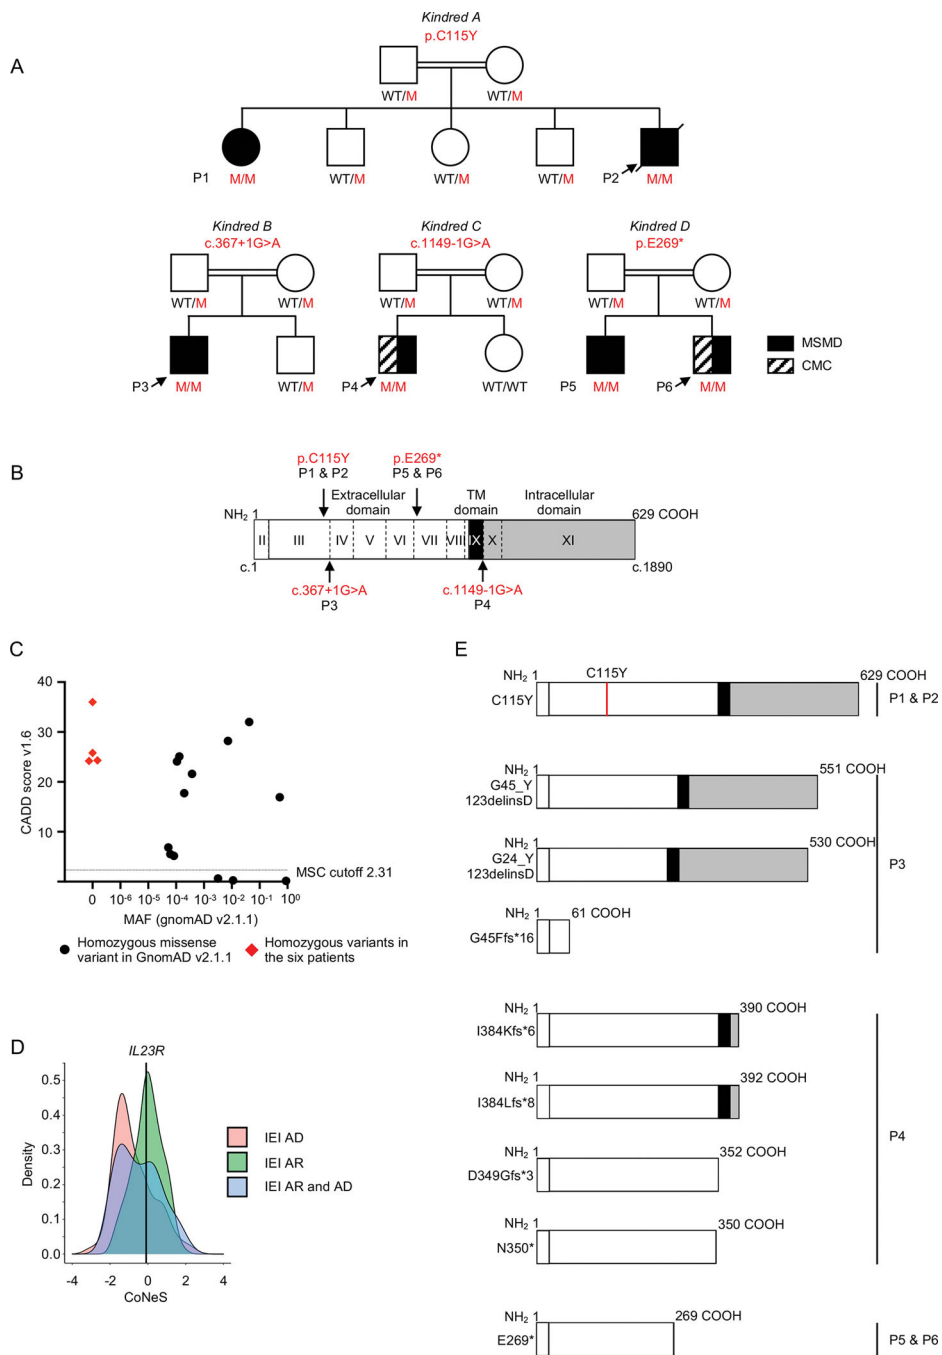 A
Kindred A
p.C115Y
WT/M WT/M
P1 M/M WT/M WT/M WT/M P2 M/M
Kindred B Kindred C Kindred D
c.367+1G>A c.1149-1G>A p.E269*
WT/M WT/M WT/M WT/M WT/M WT/M
MSMD
CMC
P3 M/M WT/M P4 M/M WT/WT P5 M/M P6 M/M
B
p.C115Y p.E269*
P1 & P2 P5 & P6
Extracellular domain TM domain Intracellular domain
NH2 1 629 COOH
II III IV V VI VII VIII IX X XI
c.1 c.1890
c.367+1G>A c.1149-1G>A
P3 P4
C
CADD score v1.6
40
30
20
10
MSC cutoff 2.31
0 10-6 10-5 10-4 10-3 10-2 10-1 100
MAF (gnomAD v2.1.1)
Homozygous missense variant in GnomAD v2.1.1
Homozygous variants in the six patients
D
IL23R
Density
0.5
0.4
0.3
0.2
0.1
0.0
-4 -2 0 2 4
CoNeS
IEI AD
IEI AR
IEI AR and AD
E
NH2 1 C115Y 629 COOH
C115Y P1 & P2
NH2 1 551 COOH
G45_Y
123delinsD
NH2 1 530 COOH
G24_Y
123delinsD
P3
NH2 1 61 COOH
G45Ffs*16
NH2 1 390 COOH
I384Kfs*6
NH2 1 392 COOH
I384Lfs*8
P4
NH2 1 352 COOH
D349Gfs*3
NH2 1 350 COOH
N350*
NH2 1 269 COOH
E269* P5 & P6